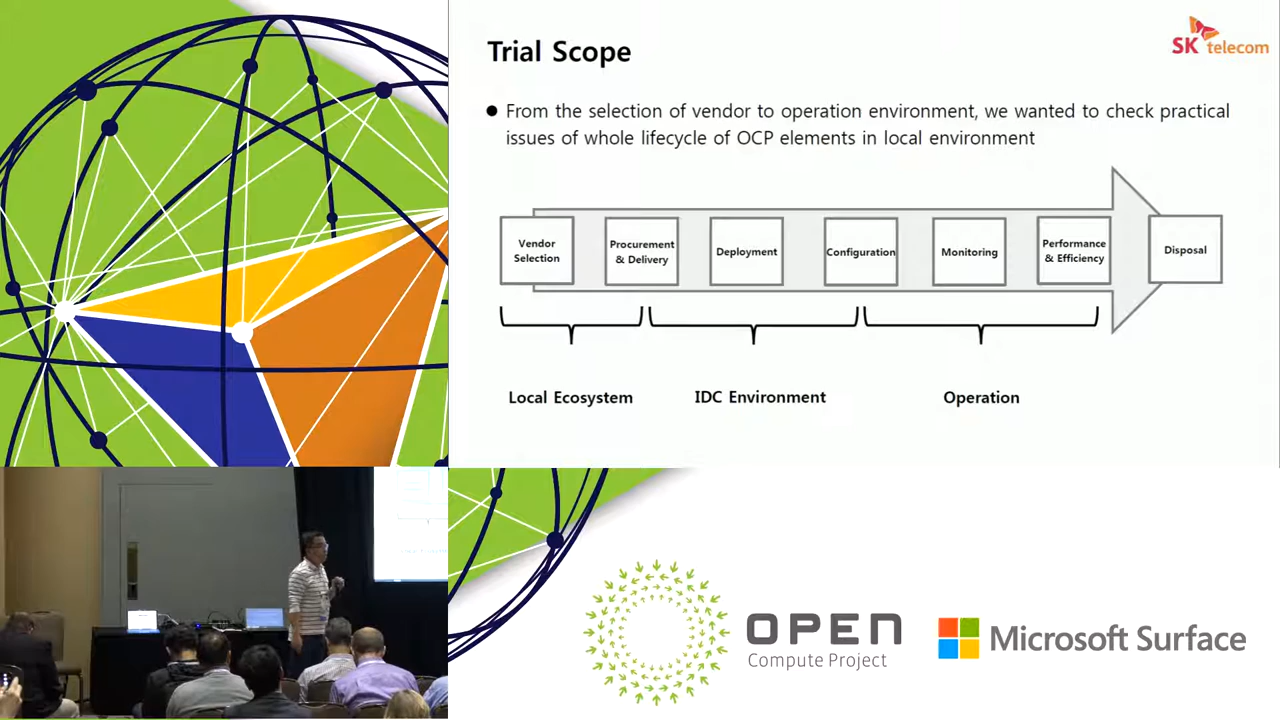 Trial Scope
SK telecom
● From the selection of vendor to operation environment, we wanted to check practical
issues of whole lifecycle of OCP elements in local environment
Vendor
Selection
Procurement
& Delivery
Deployment
Configuration
Monitoring
Performance
& Efficiency
Disposal
Local Ecosystem
IDC Environment
Operation
OPEN
Compute Project
Microsoft Surface